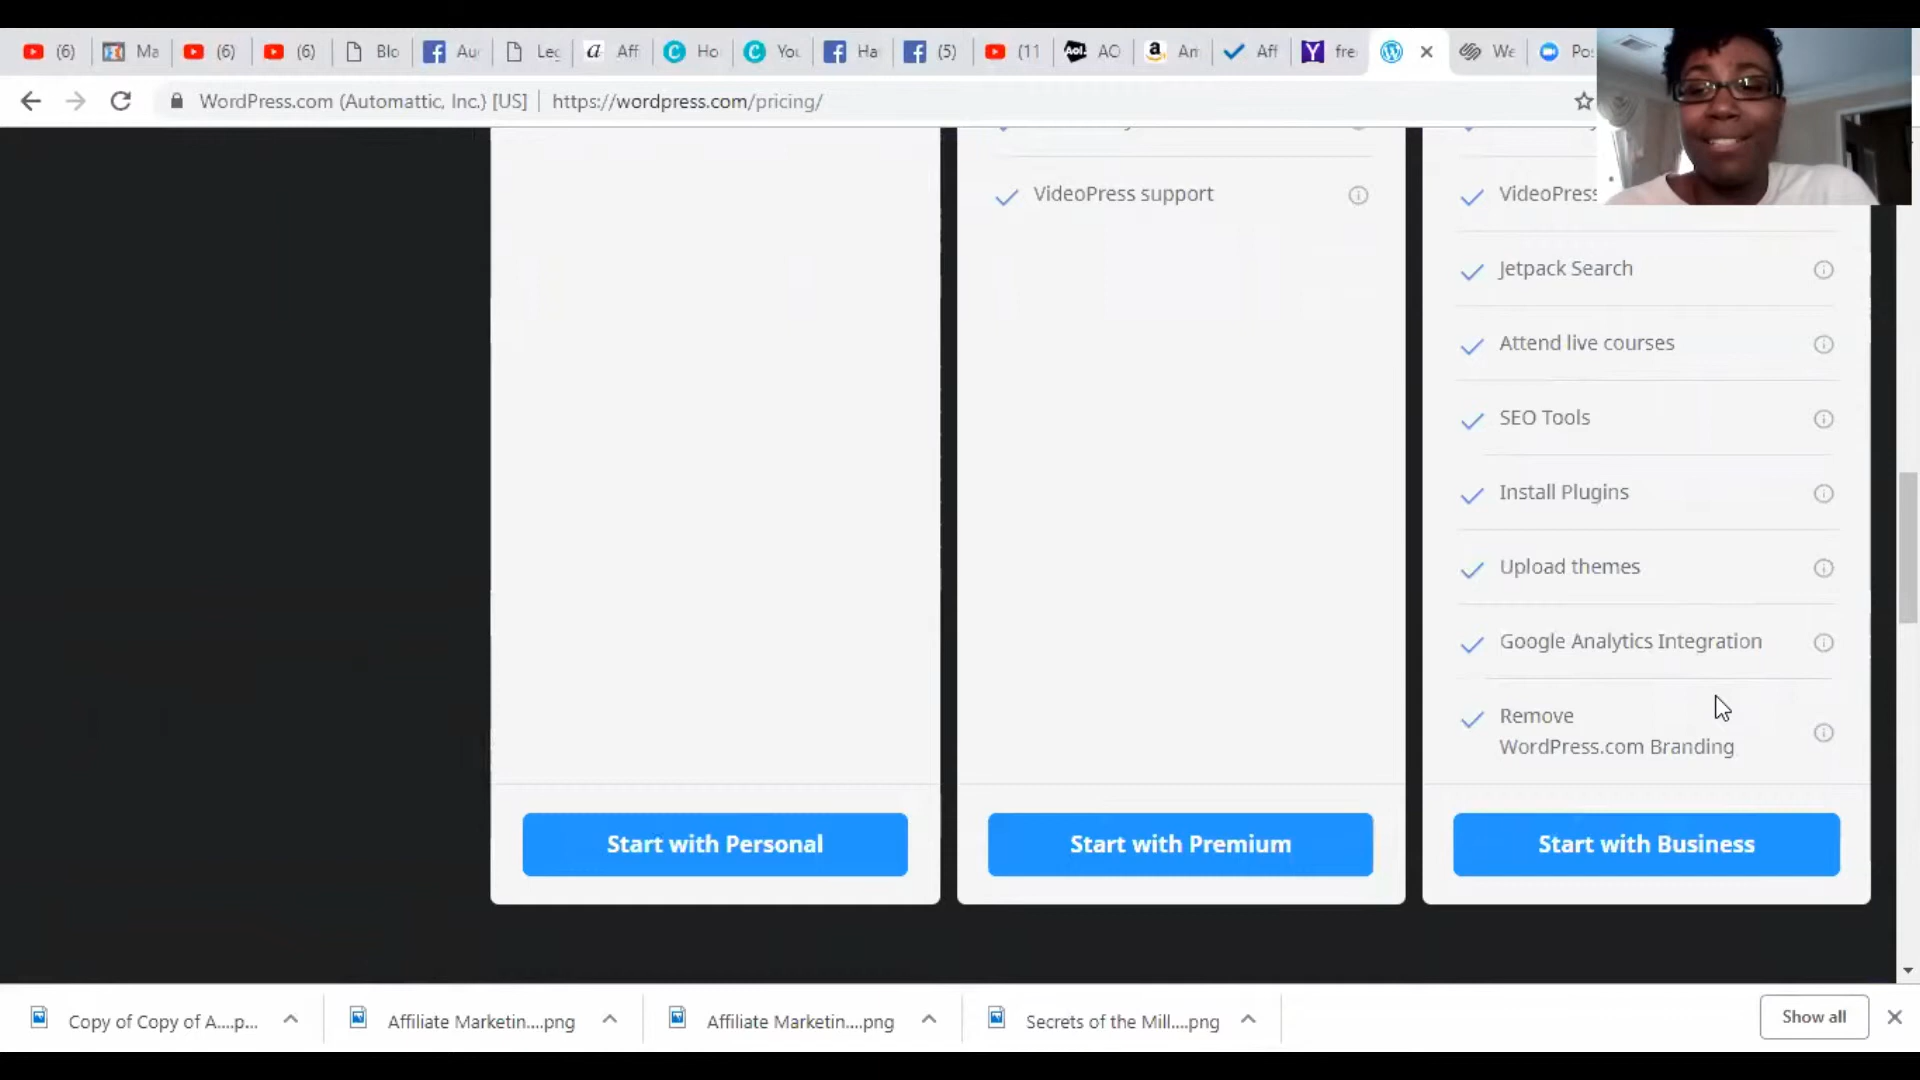 (6)
Ma
(6)
(6)
Blo
Au
Leg
Aff
Ho
You
Ha
(5)
(11
Aol.
AO
Am
Aff
fre
We
Pos
WordPress.com (Automattic, Inc.) [US]
https://wordpress.com/pricing/
VideoPress support
VideoPress
Jetpack Search
Attend live courses
SEO Tools
Install Plugins
Upload themes
Google Analytics Integration
Remove
WordPress.com Branding
Start with Personal
Start with Premium
Start with Business
Copy of Copy of A....p...
Affiliate Marketin....png
Affiliate Marketin....png
Secrets of the Mill....png
Show all